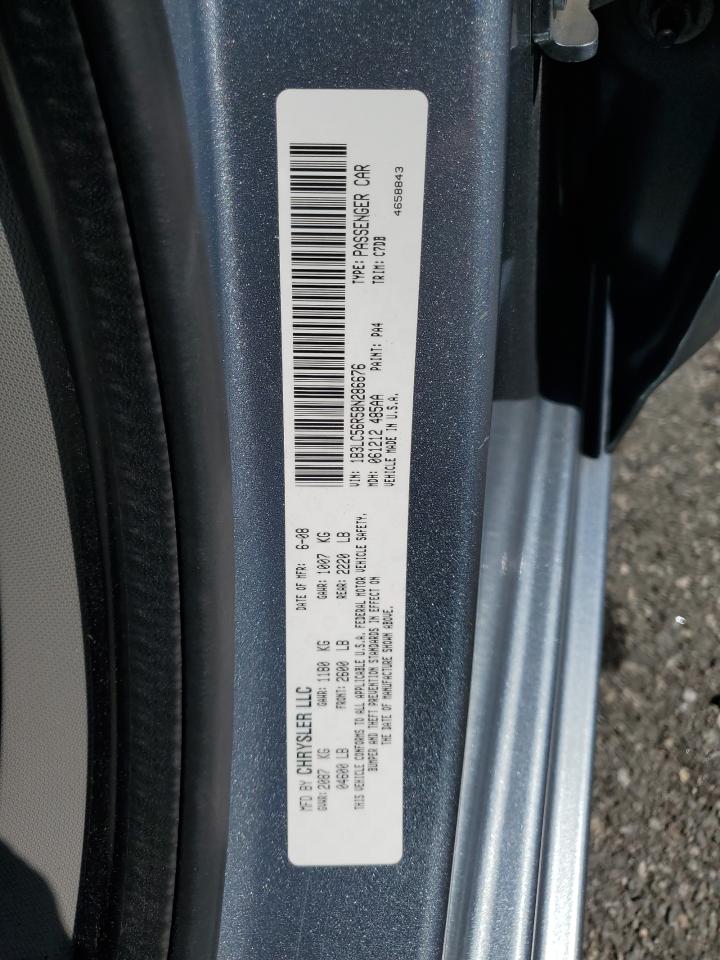 MFD BY CHRYSLER LLC DATE OF MFR: 6-08
GVWR: 2087 KG GAWR: 1180 KG GAWR: 1007 KG
04600 LB FRONT: 2600 LB REAR: 2220 LB
THIS VEHICLE CONFORMS TO ALL APPLICABLE U.S.A. FEDERAL MOTOR VEHICLE SAFETY,
BUMPER AND THEFT PREVENTION STANDARDS IN EFFECT ON
THE DATE OF MANUFACTURE SHOWN ABOVE.
VIN: 1B3LC56R58N286676 TYPE: PASSENGER CAR
MDH: 061212 485AA PAINT: PA4 TRIM: C7DB
VEHICLE MADE IN U.S.A. 4658843